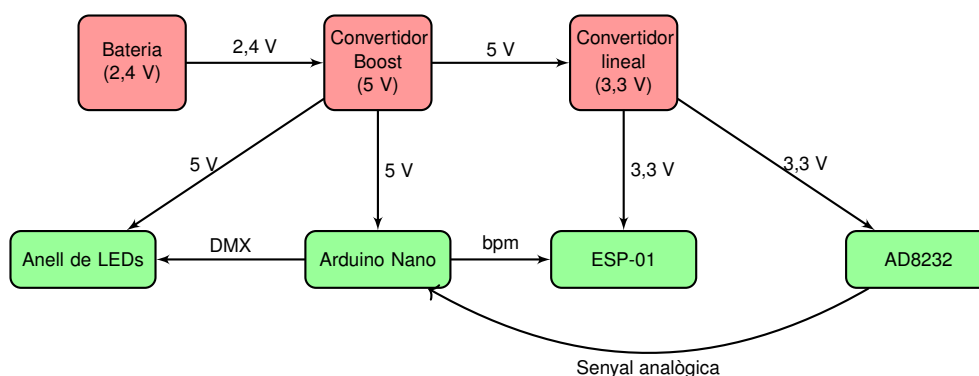 Bateria
(2,4 V)
2,4 V
Convertidor
Boost
(5 V)
5 V
Convertidor
lineal
(3,3 V)
5 V
5 V
3,3 V
3,3 V
Anell de LEDs
DMX
Arduino Nano
bpm
ESP-01
AD8232
Senyal analògica